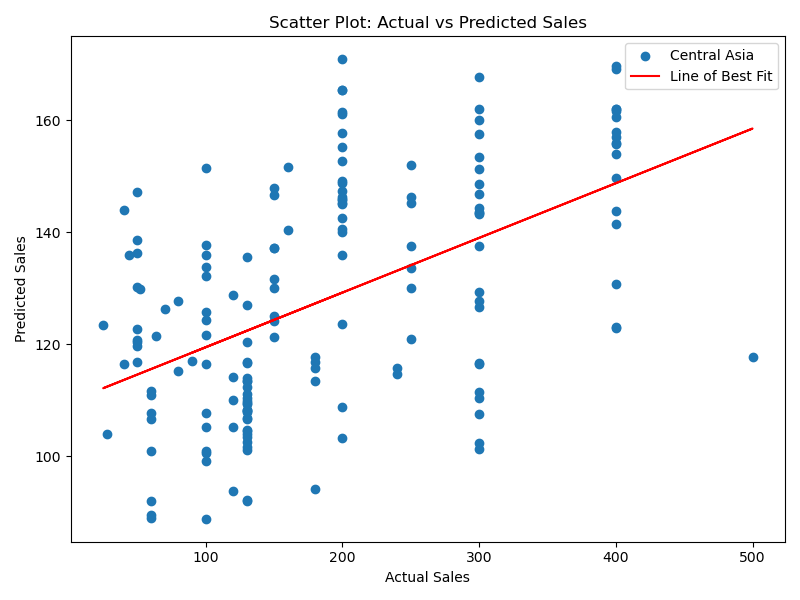 Scatter Plot: Actual vs Predicted Sales
Central Asia
Line of Best Fit
Predicted Sales
160
140
120
100
100
200
300
400
500
Actual Sales